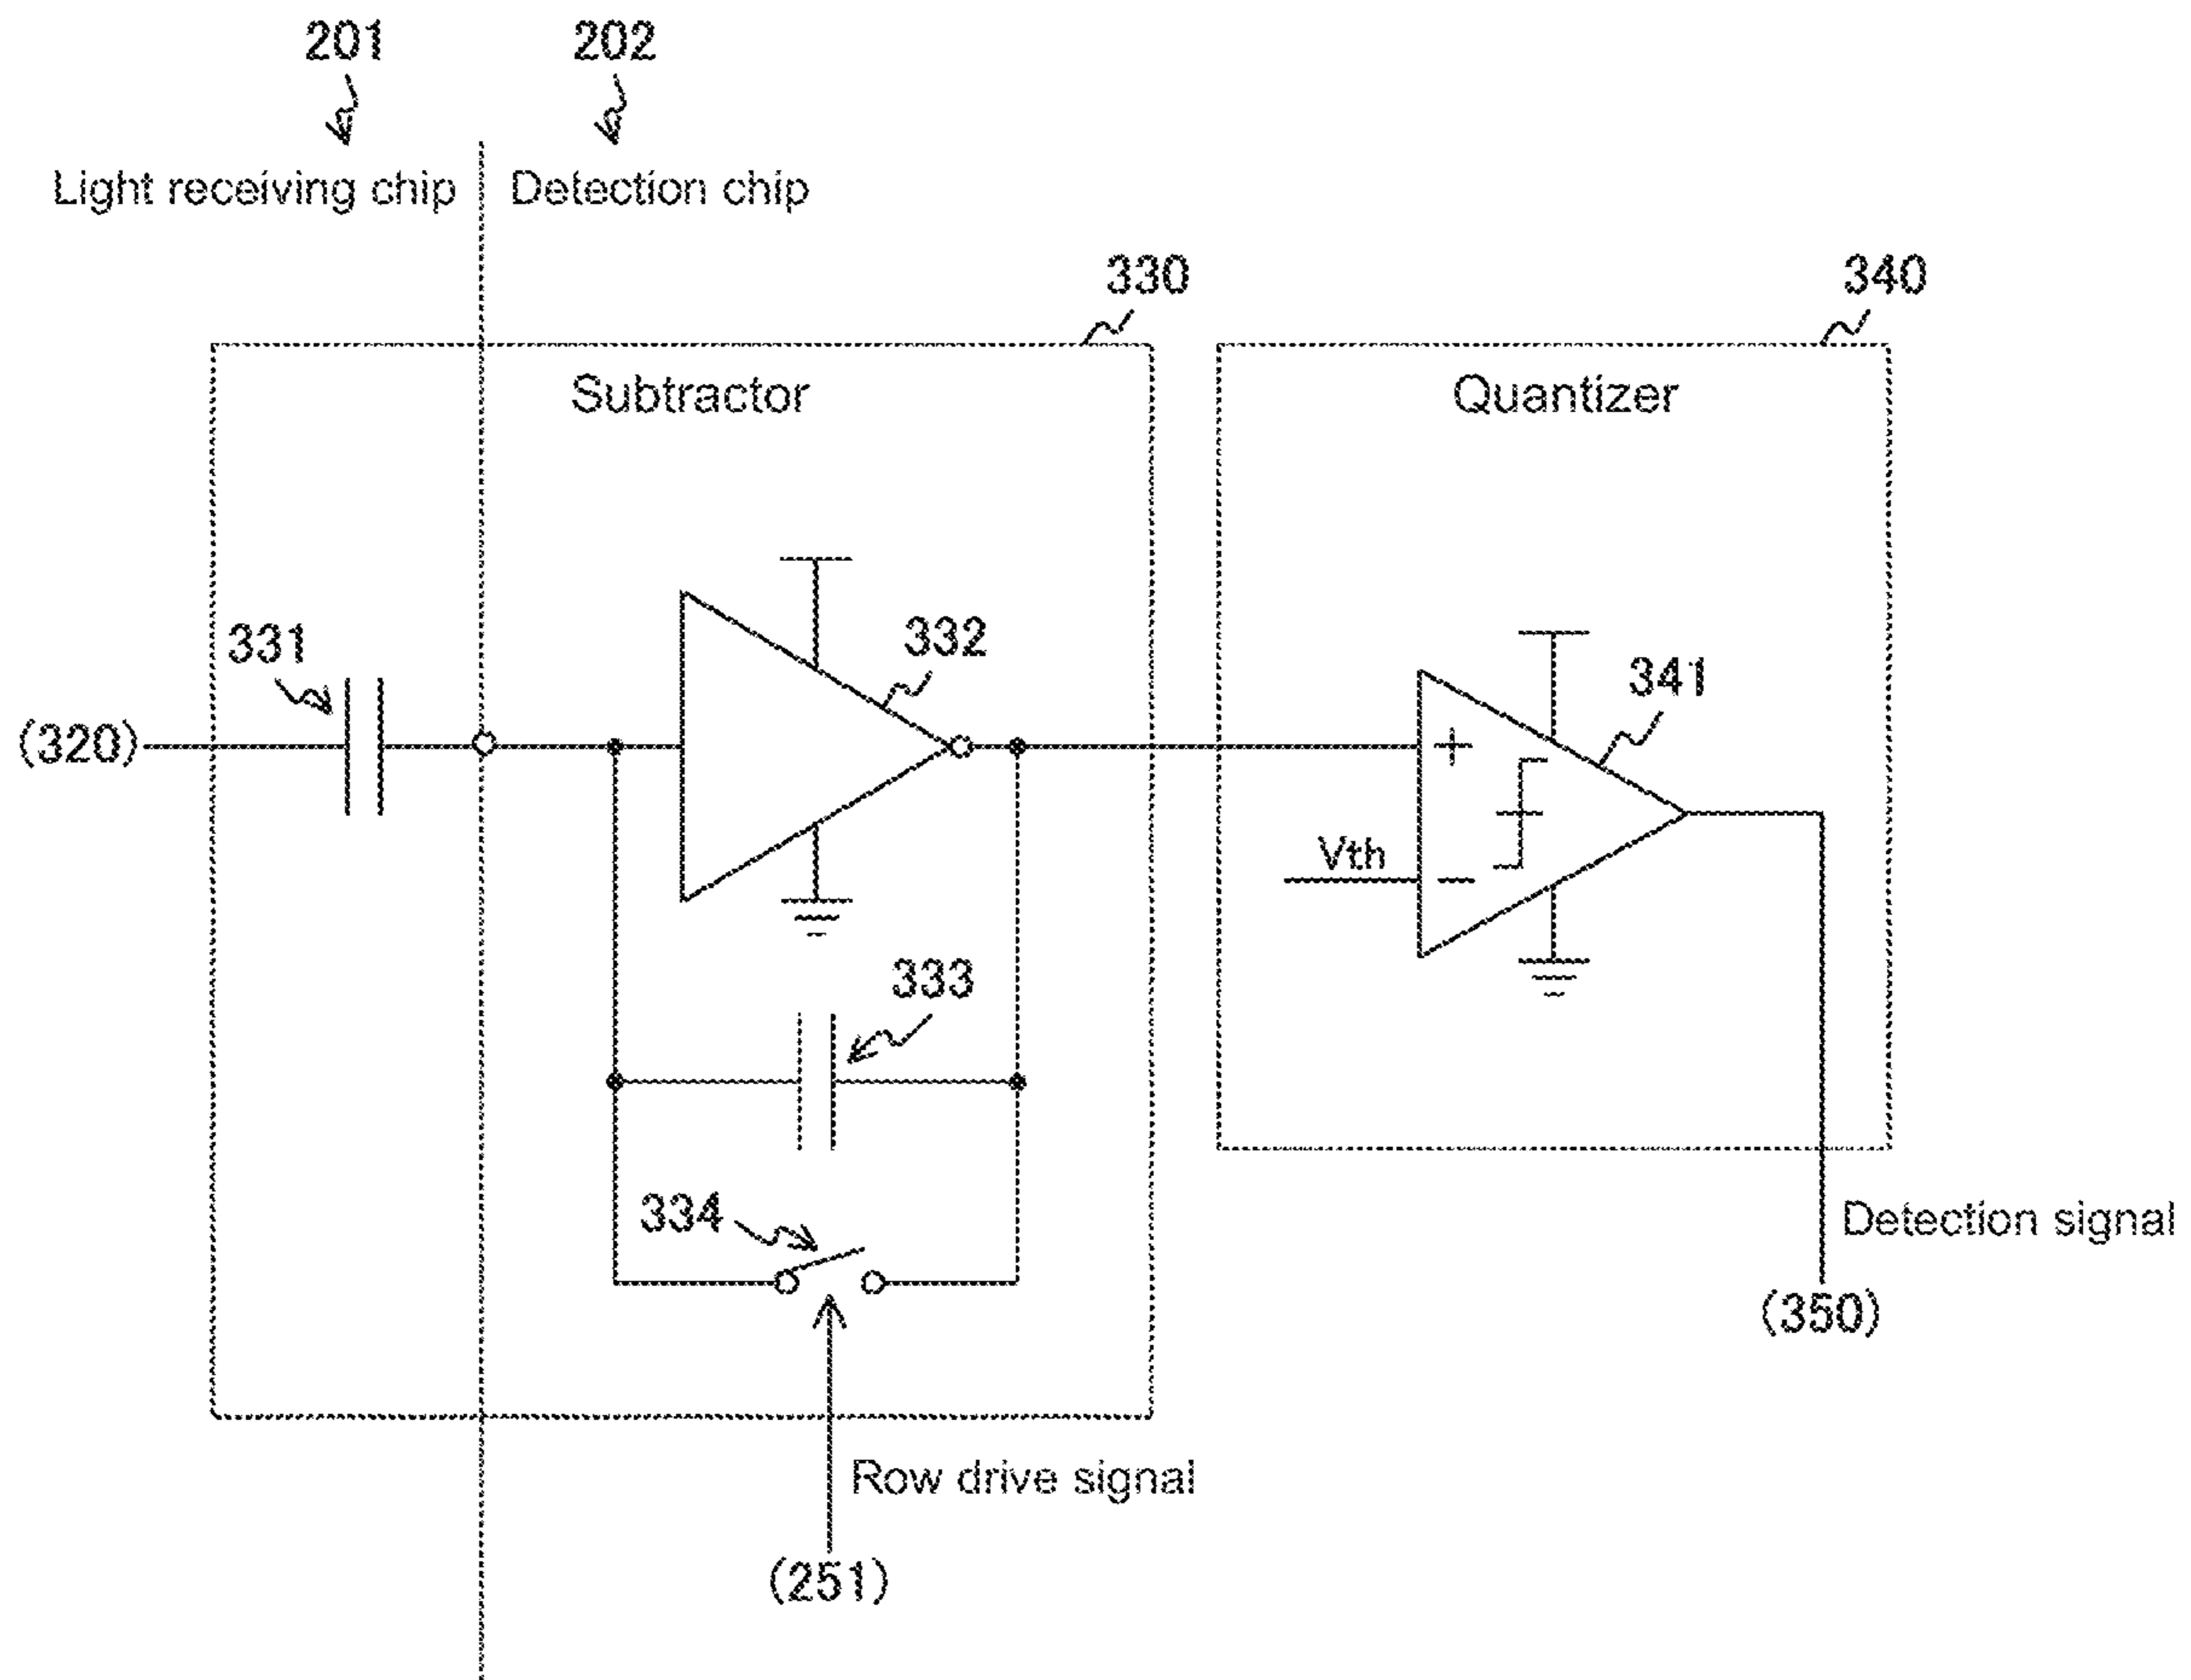 201
202
Light receiving chip
Detection chip
330
340
Subtractor
Quantizer
331
332
341
(320)
+
Vth
−
333
334
Detection signal
(350)
Row drive signal
(251)